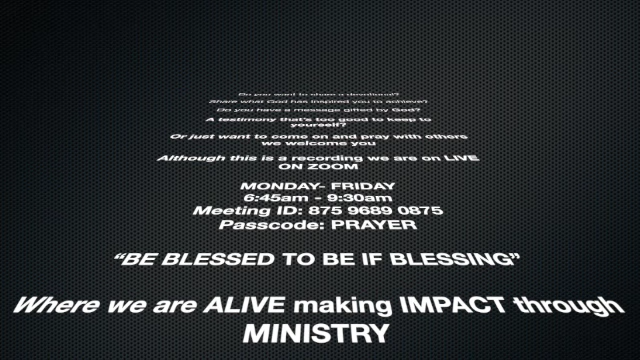 Do you want to share a devotional?
Share what God has inspired you to achieve?
Do you have a message gifted by God?
A testimony that's too good to keep to
yourself?
Or just want to come on and pray with others
we welcome you
Although this is a recording we are on LIVE
ON ZOOM
MONDAY- FRIDAY
6:45am - 9:30am
Meeting ID: 875 9689 0875
Passcode: PRAYER
“BE BLESSED TO BE IF BLESSING”
Where we are ALIVE making IMPACT through
MINISTRY